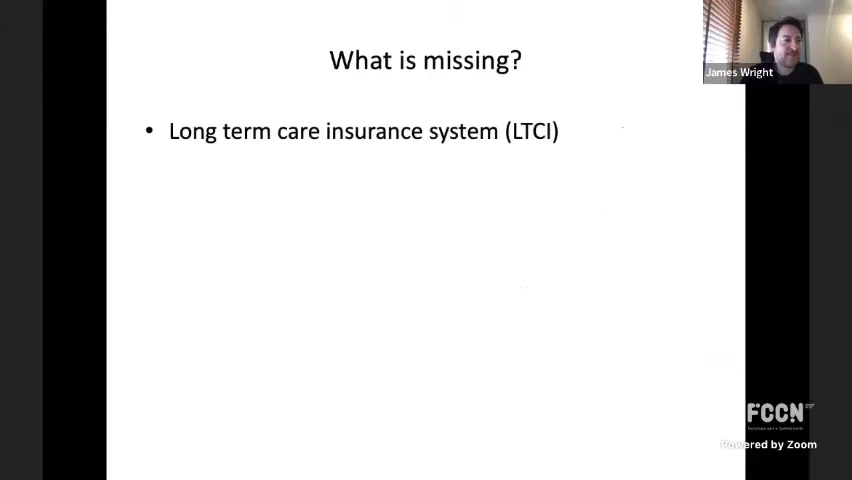 What is missing?
James Wright
• Long term care insurance system (LTCI)
FCCN
Powered by Zoom